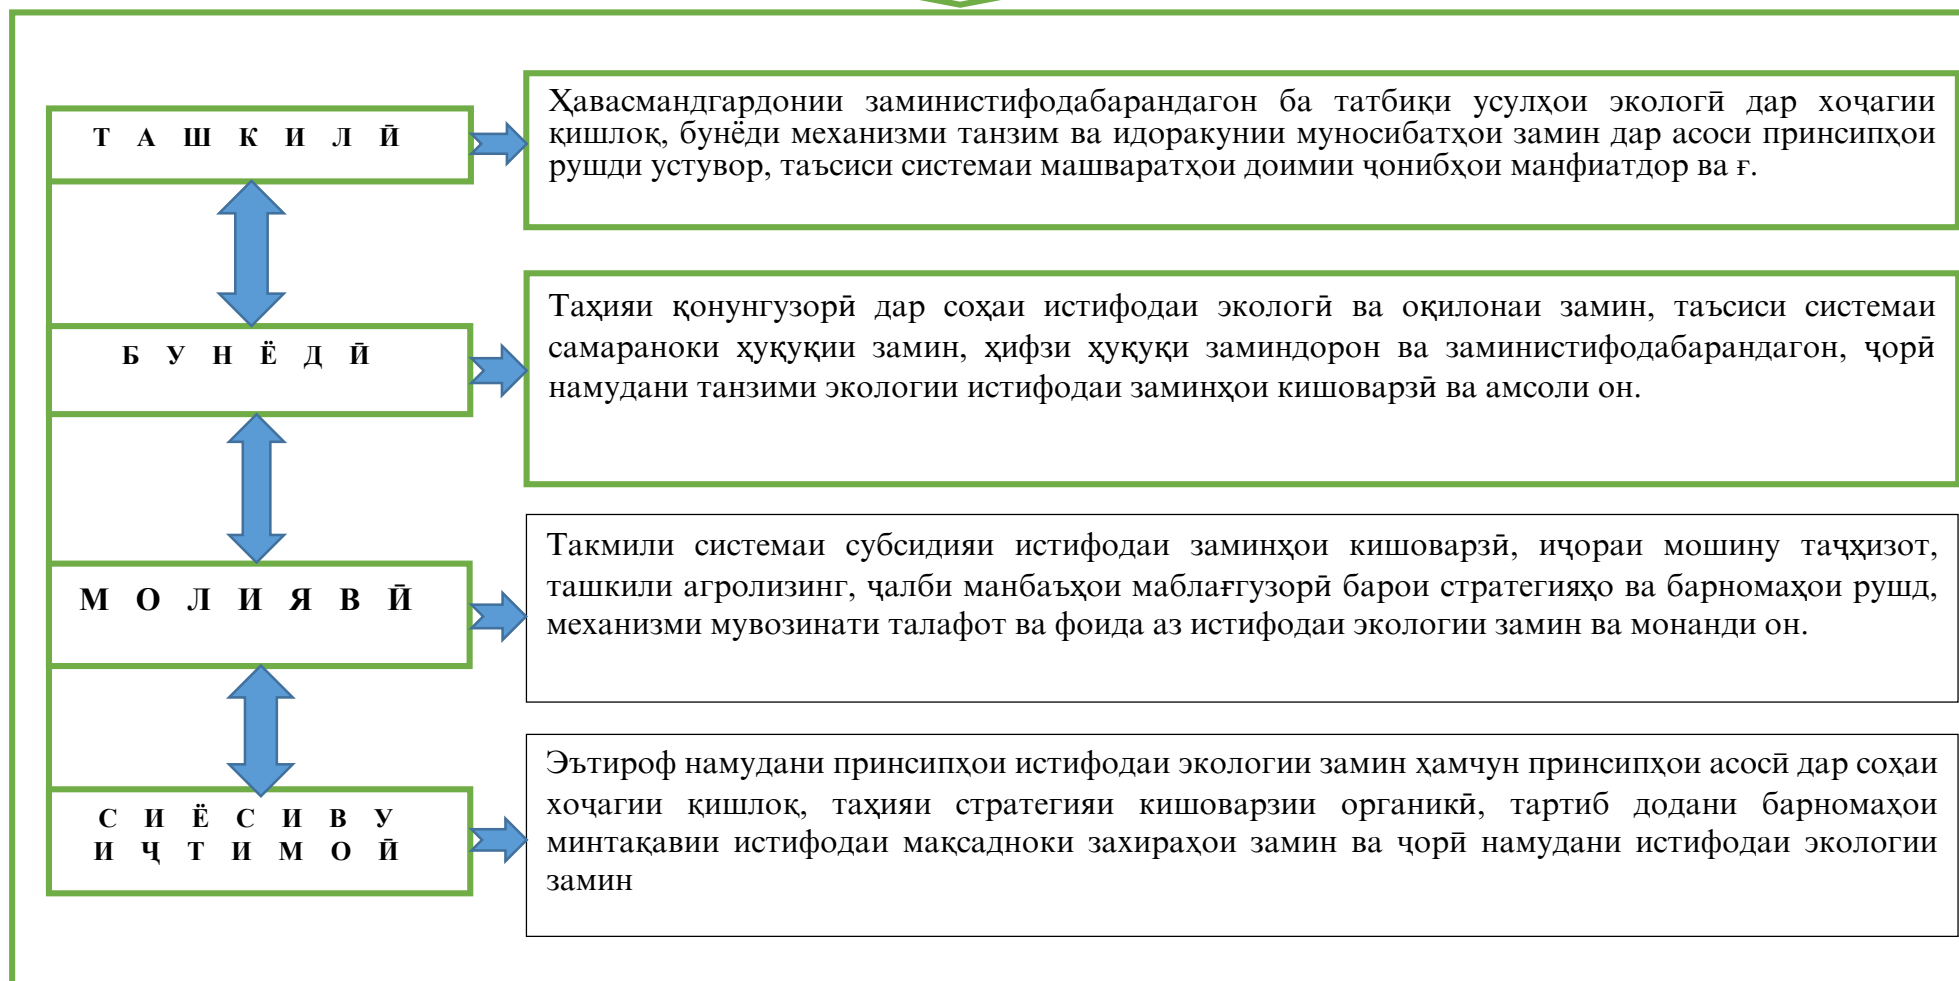 Т А Ш К И Л Ӣ
Ҳавасмандгардонии заминистифодабарандагон ба татбиқи усулҳои экологӣ дар хоҷагии
қишлоқ, бунёди механизми танзим ва идоракунии муносибатҳои замин дар асоси принсипҳои
рушди устувор, таъсиси системаи машваратҳои доимии ҷонибҳои манфиатдор ва ғ.
Б У Н Ё Д Ӣ
Таҳияи қонунгузорӣ дар соҳаи истифодаи экологӣ ва оқилонаи замин, таъсиси системаи
самараноки ҳуқуқии замин, ҳифзи ҳуқуқи заминдорон ва заминистифодабарандагон, ҷорӣ
намудани танзими экологии истифодаи заминҳои кишоварзӣ ва амсоли он.
М О Л И Я В Ӣ
Такмили системаи субсидияи истифодаи заминҳои кишоварзӣ, иҷораи мошину таҷҳизот,
ташкили агролизинг, ҷалби манбаъҳои маблағгузорӣ барои стратегияҳо ва барномаҳои рушд,
механизми мувозинати талафот ва фоида аз истифодаи экологии замин ва монанди он.
С И Ё С И В У
И Ҷ Т И М О Ӣ
Эътироф намудани принсипҳои истифодаи экологии замин ҳамчун принсипҳои асосӣ дар соҳаи
хоҷагии қишлоқ, таҳияи стратегияи кишоварзии органикӣ, тартиб додани барномаҳои
минтақавии истифодаи мақсадноки захираҳои замин ва ҷорӣ намудани истифодаи экологии
замин